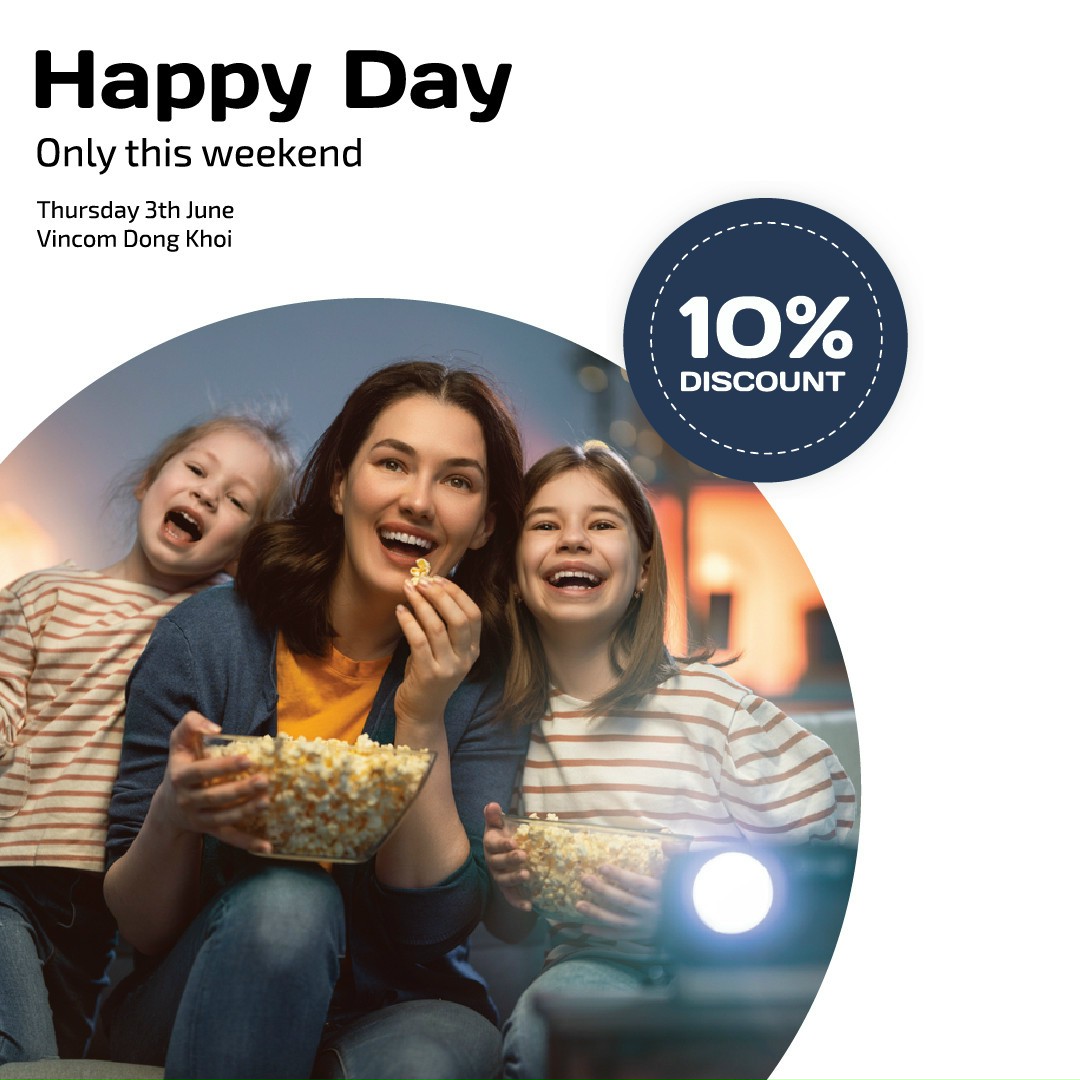 Happy Day
Only this weekend
Thursday 3th June
Vincom Dong Khoi
10%
DISCOUNT